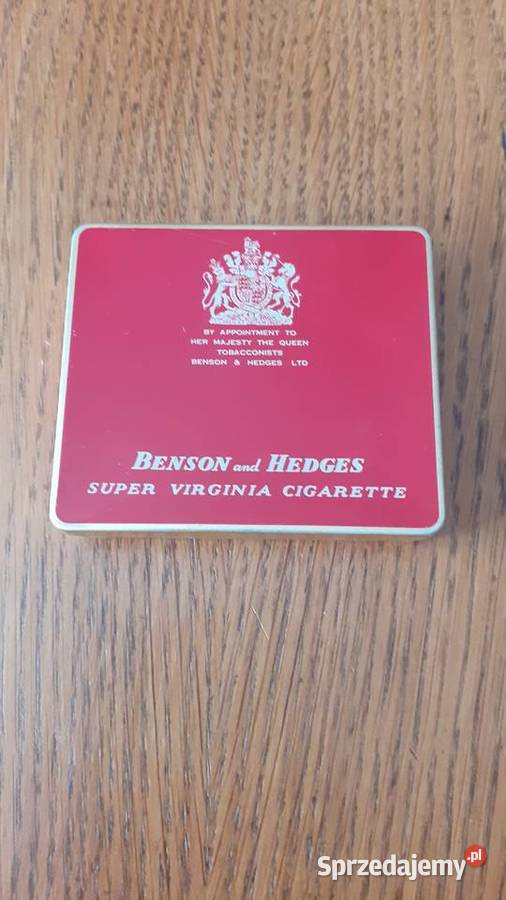 BY APPOINTMENT TO
HER MAJESTY THE QUEEN
TOBACCONISTS
BENSON & HEDGES LTD
BENSON and HEDGES
SUPER VIRGINIA CIGARETTE
Sprzedajemy.pl